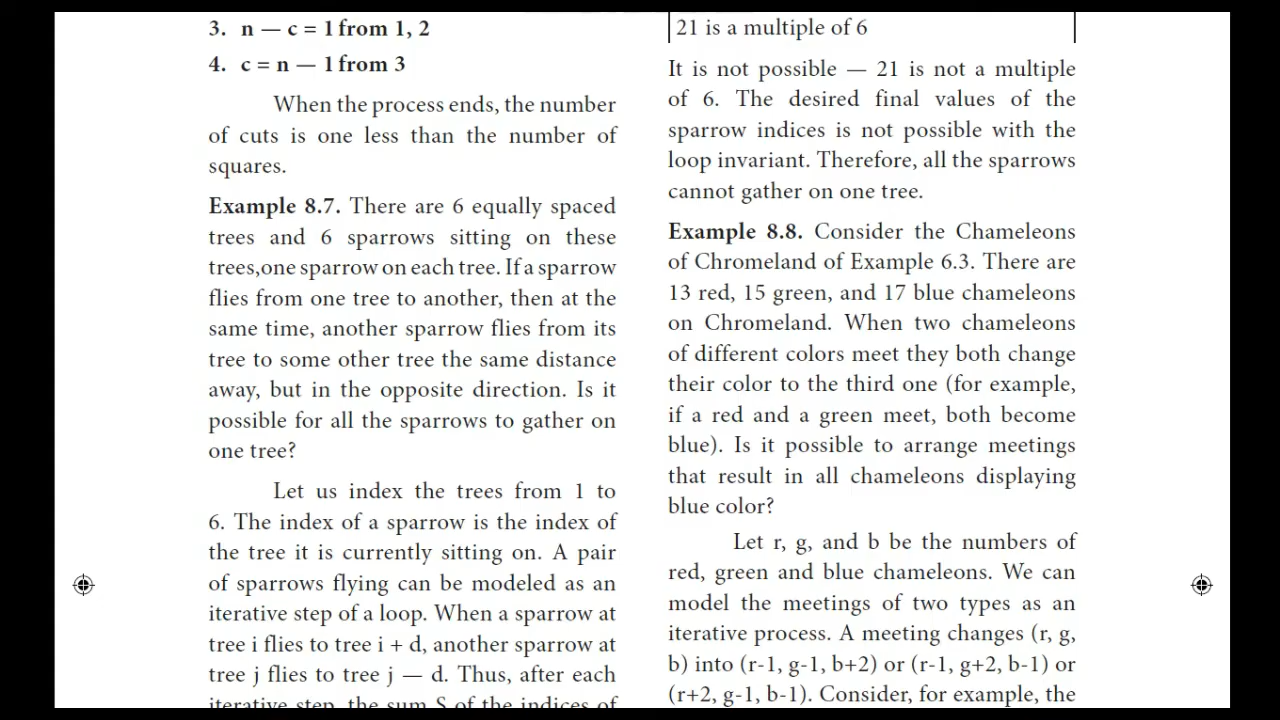 3. n — c = 1 from 1, 2
4. c = n — 1 from 3
When the process ends, the number
of cuts is one less than the number of
squares.
Example 8.7. There are 6 equally spaced
trees and 6 sparrows sitting on these
trees,one sparrow on each tree. If a sparrow
flies from one tree to another, then at the
same time, another sparrow flies from its
tree to some other tree the same distance
away, but in the opposite direction. Is it
possible for all the sparrows to gather on
one tree?
Let us index the trees from 1 to
6. The index of a sparrow is the index of
the tree it is currently sitting on. A pair
of sparrows flying can be modeled as an
iterative step of a loop. When a sparrow at
tree i flies to tree i + d, another sparrow at
tree j flies to tree j — d. Thus, after each
iterative step, the sum S of the indices of
21 is a multiple of 6
It is not possible — 21 is not a multiple
of 6. The desired final values of the
sparrow indices is not possible with the
loop invariant. Therefore, all the sparrows
cannot gather on one tree.
Example 8.8. Consider the Chameleons
of Chromeland of Example 6.3. There are
13 red, 15 green, and 17 blue chameleons
on Chromeland. When two chameleons
of different colors meet they both change
their color to the third one (for example,
if a red and a green meet, both become
blue). Is it possible to arrange meetings
that result in all chameleons displaying
blue color?
Let r, g, and b be the numbers of
red, green and blue chameleons. We can
model the meetings of two types as an
iterative process. A meeting changes (r, g,
b) into (r-1, g-1, b+2) or (r-1, g+2, b-1) or
(r+2, g-1, b-1). Consider, for example, the